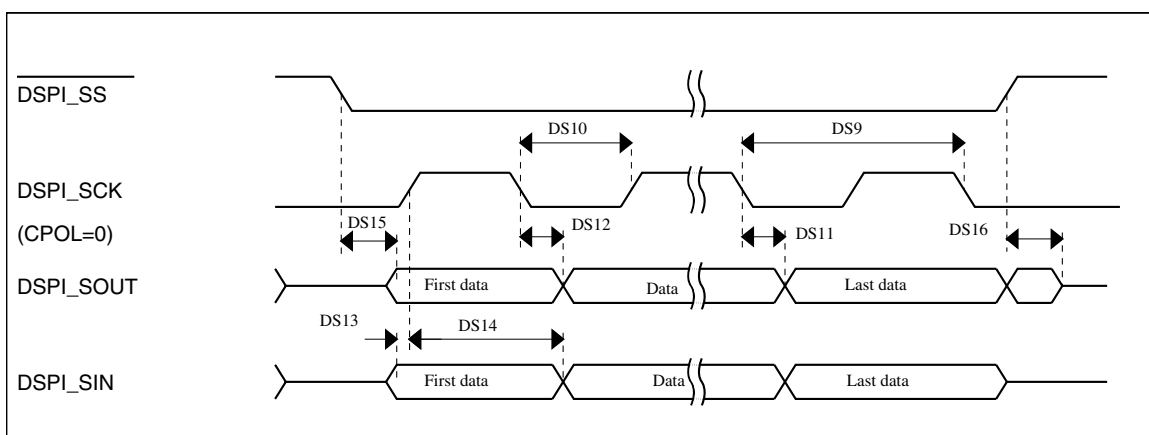 DSPI_SS
DS10
DS9
DSPI_SCK
(CPOL=0)
DS15
DS12
DS11
DS16
DSPI_SOUT
First data
Data
Last data
DS13
DS14
DSPI_SIN
First data
Data
Last data